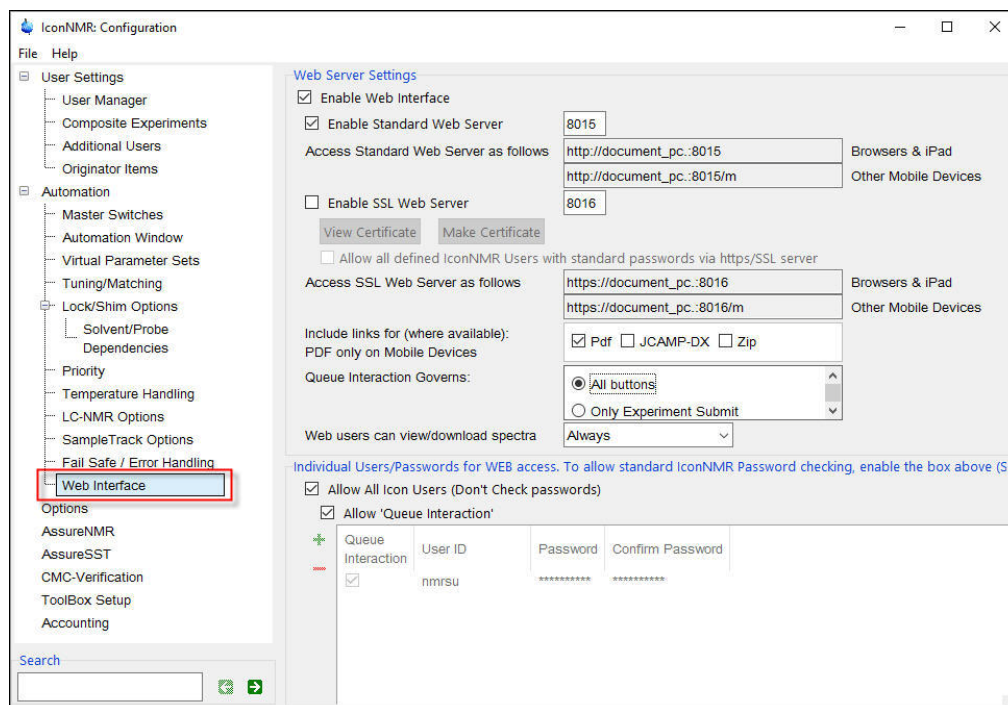 IconNMR: Configuration
File Help
User Settings
User Manager
Composite Experiments
Additional Users
Originator Items
Automation
Master Switches
Automation Window
Virtual Parameter Sets
Tuning/Matching
Lock/Shim Options
Solvent/Probe
Dependencies
Priority
Temperature Handling
LC-NMR Options
SampleTrack Options
Fail Safe / Error Handling
Web Interface
Options
AssureNMR
AssureSST
CMC-Verification
ToolBox Setup
Accounting
Search
Web Server Settings
Enable Web Interface
Enable Standard Web Server 8015
Access Standard Web Server as follows http://document_pc.:8015 Browsers & iPad
http://document_pc.:8015/m Other Mobile Devices
Enable SSL Web Server 8016
View Certificate Make Certificate
Allow all defined IconNMR Users with standard passwords via https/SSL server
Access SSL Web Server as follows https://document_pc.:8016 Browsers & iPad
https://document_pc.:8016/m Other Mobile Devices
Include links for (where available):
PDF only on Mobile Devices
Pdf JCAMP-DX Zip
Queue Interaction Governs:
All buttons
Only Experiment Submit
Web users can view/download spectra Always
Individual Users/Passwords for WEB access. To allow standard IconNMR Password checking, enable the box above (S
Allow All Icon Users (Don't Check passwords)
Allow 'Queue Interaction'
Queue
Interaction
User ID Password Confirm Password
nmrsu ********** **********